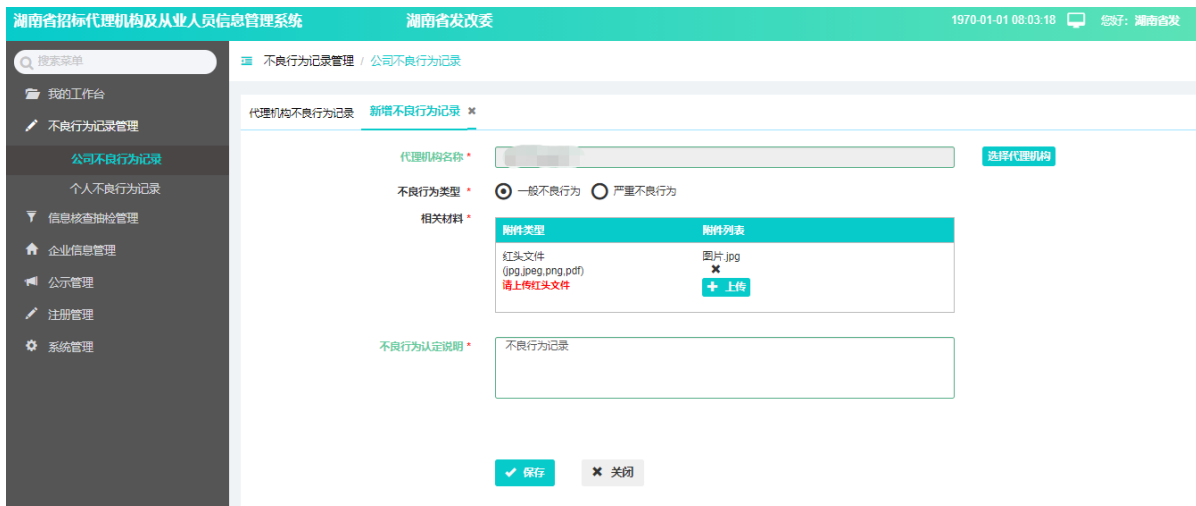 湖南省招标代理机构及从业人员信息管理系统 湖南省发改委 1970-01-01 08:03:18 您好: 湖南省发
搜索菜单
不良行为记录管理 / 公司不良行为记录
我的工作台
代理机构不良行为记录 新增不良行为记录 ×
不良行为记录管理
公司不良行为记录
代理机构名称 * 选择代理机构
个人不良行为记录
不良行为类型 * 一般不良行为 严重不良行为
信息核查抽检管理
相关材料 *
附件类型 附件列表
企业信息管理
红头文件 图片.jpg
(jpg,jpeg,png,pdf)
请上传红头文件 上传
公示管理
注册管理
系统管理
不良行为认定说明 * 不良行为记录
保存 关闭